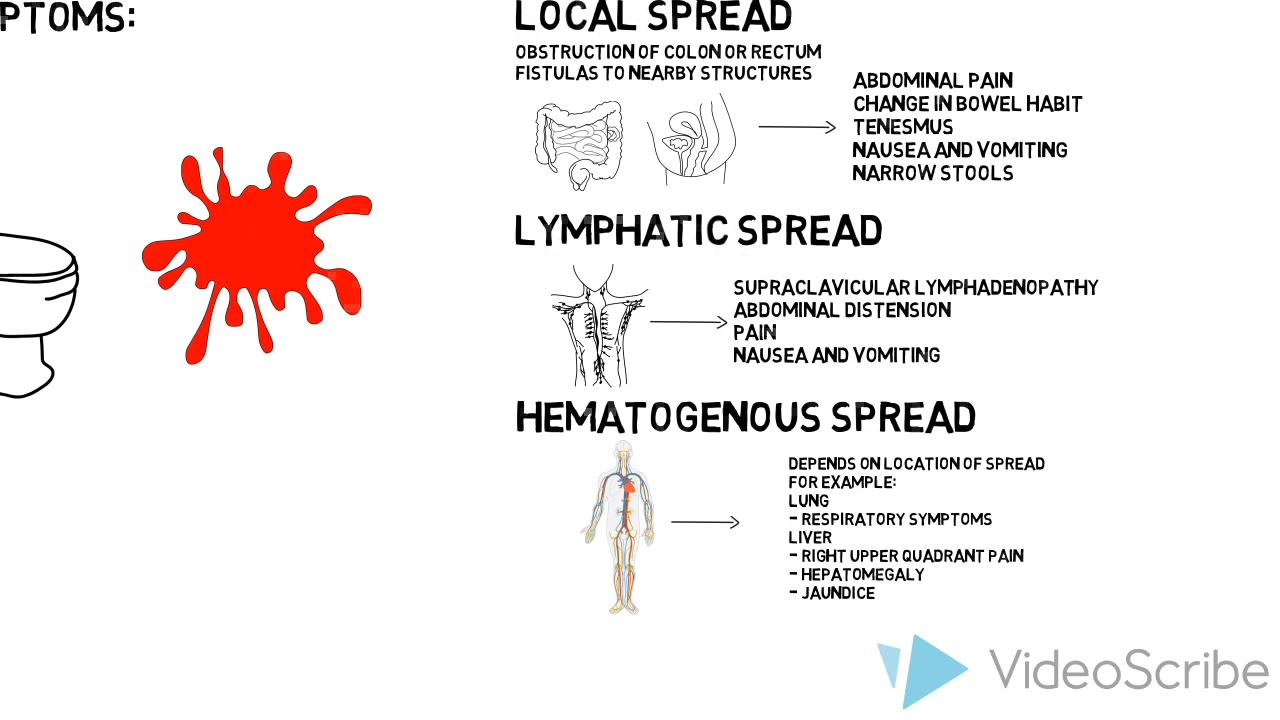 PTOMS:
LOCAL SPREAD
OBSTRUCTION OF COLON OR RECTUM
FISTULAS TO NEARBY STRUCTURES
ABDOMINAL PAIN
CHANGE IN BOWEL HABIT
TENESMUS
NAUSEA AND VOMITING
NARROW STOOLS
LYMPHATIC SPREAD
SUPRACLAVICULAR LYMPHADENOPATHY
ABDOMINAL DISTENSION
PAIN
NAUSEA AND VOMITING
HEMATOGENOUS SPREAD
DEPENDS ON LOCATION OF SPREAD
FOR EXAMPLE:
LUNG
- RESPIRATORY SYMPTOMS
LIVER
- RIGHT UPPER QUADRANT PAIN
- HEPATOMEGALY
- JAUNDICE
VideoScribe